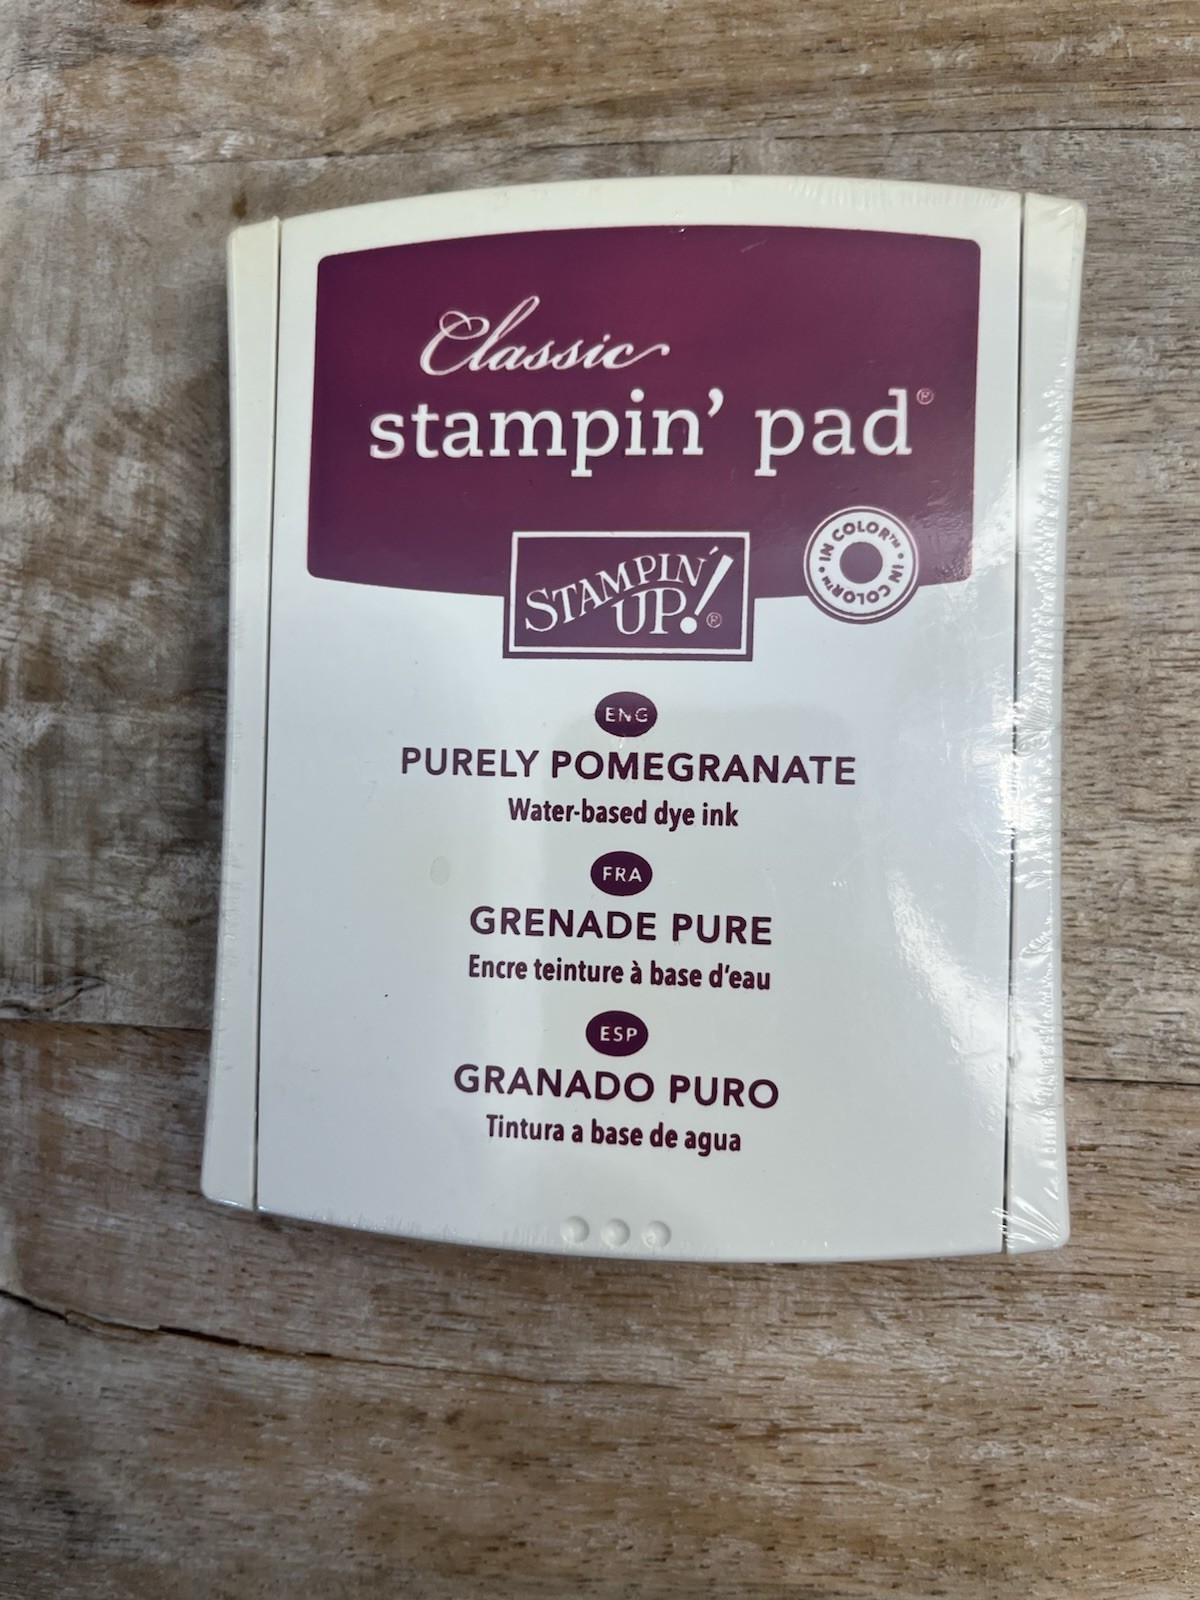 Classic
stampin' pad®
IN COLOR™ • IN COLOR™ •
STAMPIN' UP!®
ENG
PURELY POMEGRANATE
Water-based dye ink
FRA
GRENADE PURE
Encre teinture à base d'eau
ESP
GRANADO PURO
Tintura a base de agua